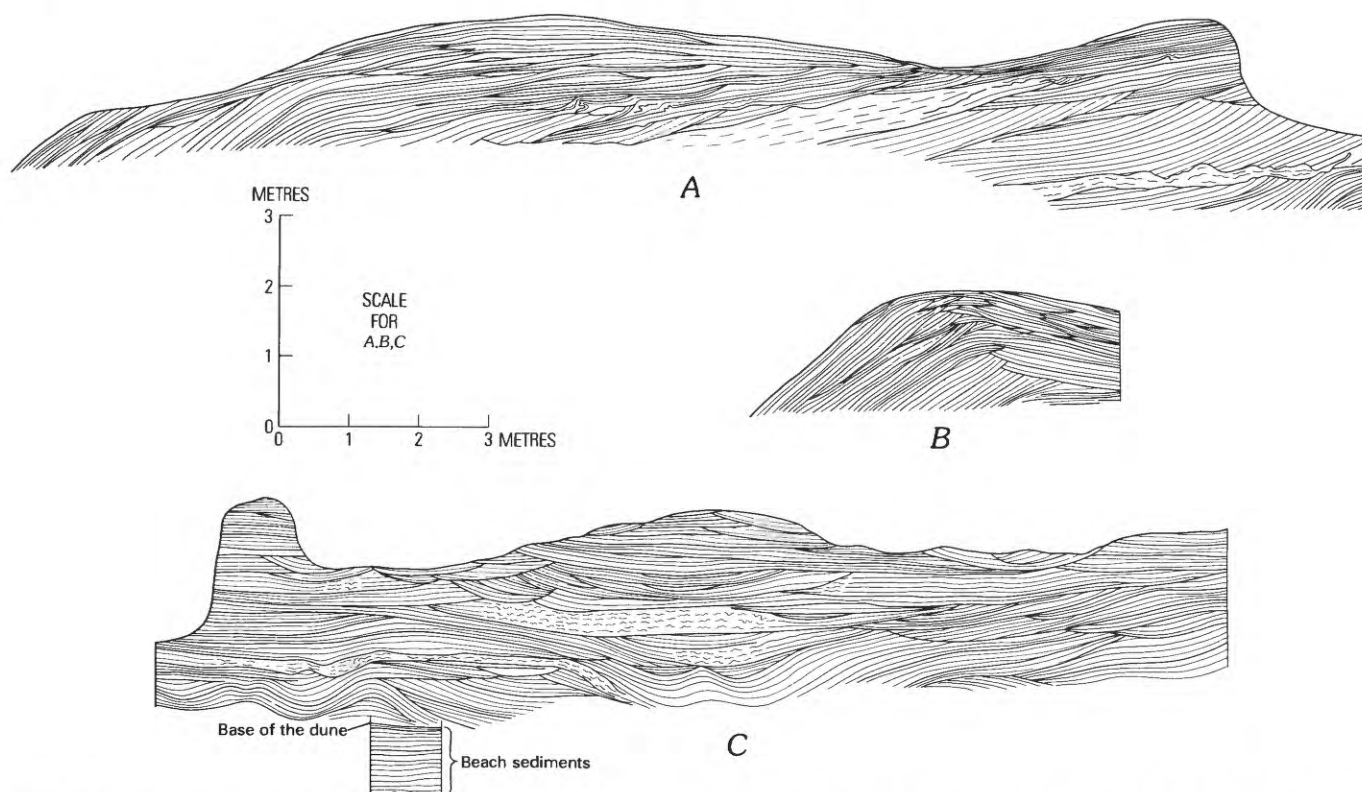 A
METRES
3
2
1
0
SCALE
FOR
A.B,C
0 1 2 3 METRES
B
Base of the dune
Beach sediments
C